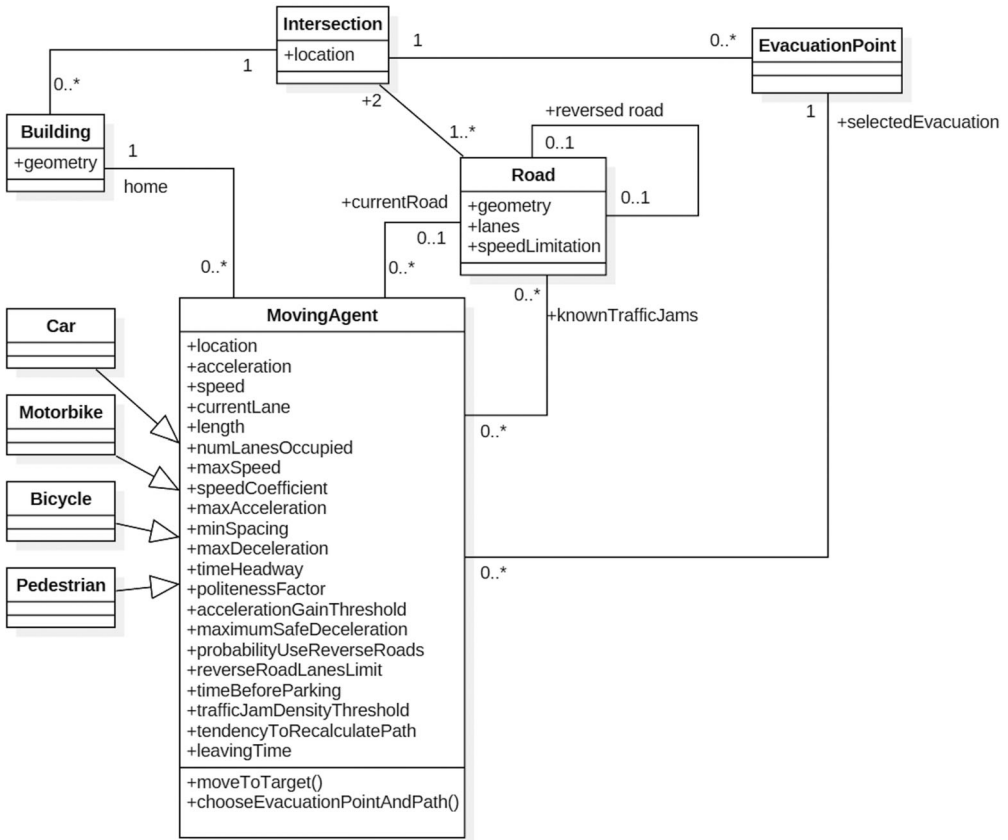 Intersection
+location
1
0..*
EvacuationPoint
1
0..*
+2
1
+selectedEvacuation
Building
+geometry
1
home
+reversed road
0..1
1..*
Road
+geometry
+lanes
+speedLimitation
0..1
+currentRoad
0..1
0..*
0..*
0..*
+knownTrafficJams
0..*
0..*
Car
Motorbike
Bicycle
Pedestrian
MovingAgent
+location
+acceleration
+speed
+currentLane
+length
+numLanesOccupied
+maxSpeed
+speedCoefficient
+maxAcceleration
+minSpacing
+maxDeceleration
+timeHeadway
+politenessFactor
+accelerationGainThreshold
+maximumSafeDeceleration
+probabilityUseReverseRoads
+reverseRoadLanesLimit
+timeBeforeParking
+trafficJamDensityThreshold
+tendencyToRecalculatePath
+leavingTime
+moveToTarget()
+chooseEvacuationPointAndPath()